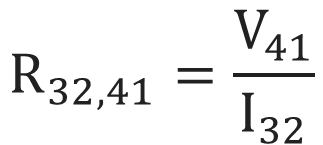 R₃₂,₄₁ = V₄₁ / I₃₂